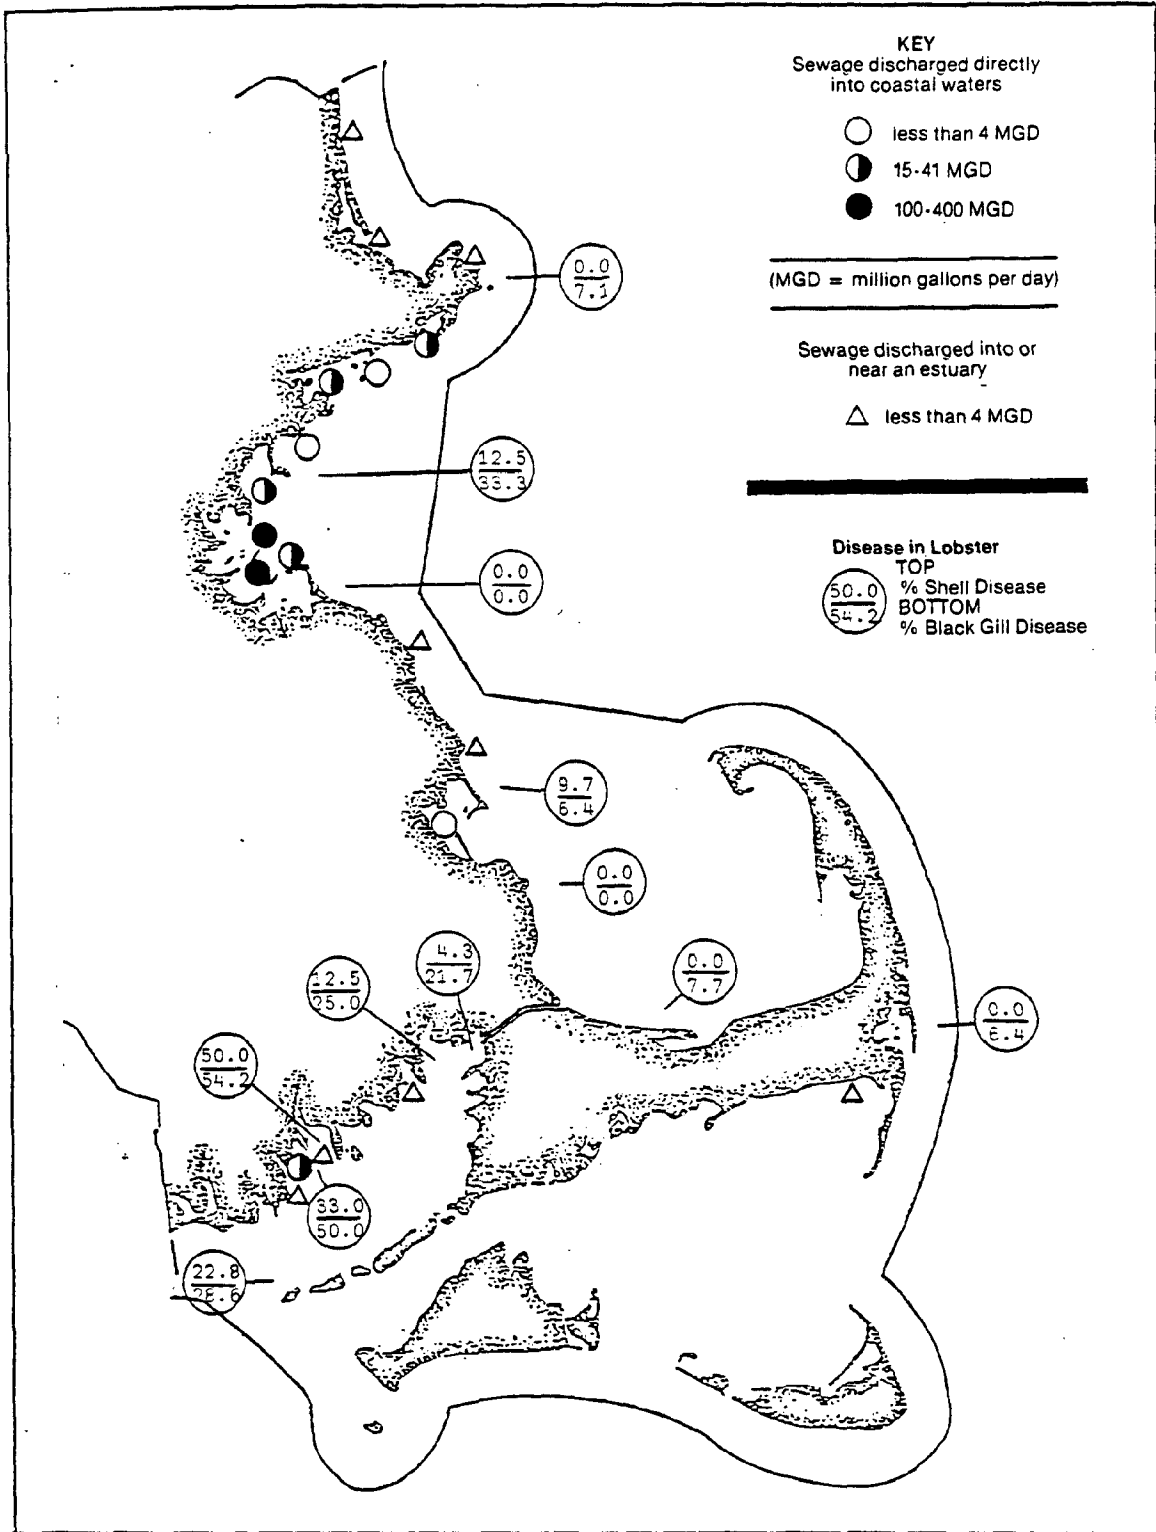 KEY
Sewage discharged directly
into coastal waters
less than 4 MGD
15-41 MGD
100-400 MGD
(MGD = million gallons per day)
Sewage discharged into or
near an estuary
less than 4 MGD
Disease in Lobster
TOP
50.0
% Shell Disease
54.2
BOTTOM
% Black Gill Disease
0.0
7.1
12.5
33.3
0.0
0.0
9.7
6.4
0.0
0.0
4.3
21.7
12.5
25.0
0.0
7.7
0.0
6.4
50.0
54.2
33.0
50.0
22.8
28.6